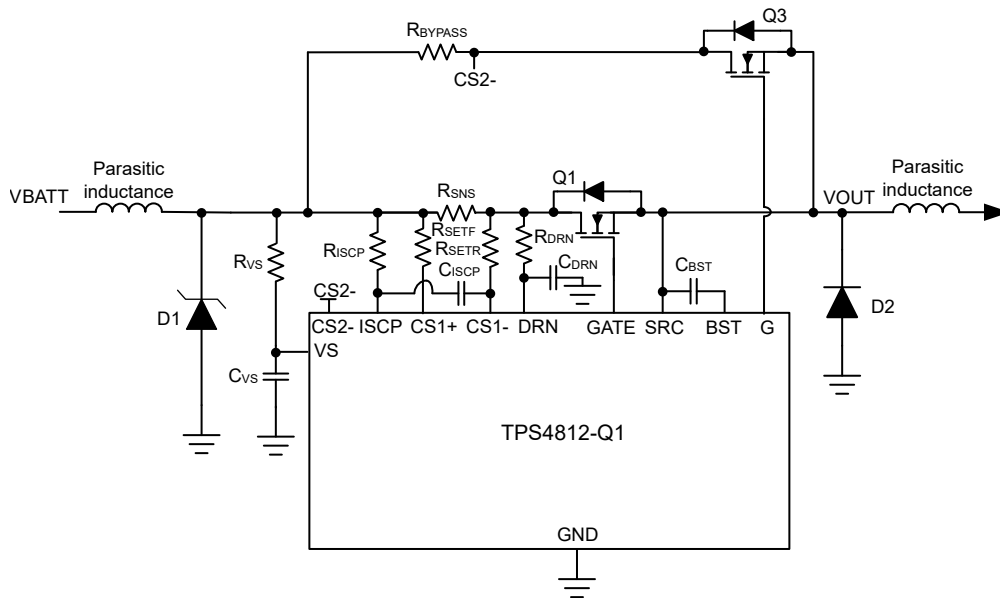 RBYPASS
CS2-
Q3
Parasitic
inductance
VBATT
RSNS
Q1
VOUT
Parasitic
inductance
RVS
RISCP
RSETF
RSETR
CISCP
RDRN
CDRN
CBST
D1
CS2-
D2
CS2- ISCP CS1+ CS1- DRN GATE SRC BST G
VS
CVS
TPS4812-Q1
GND